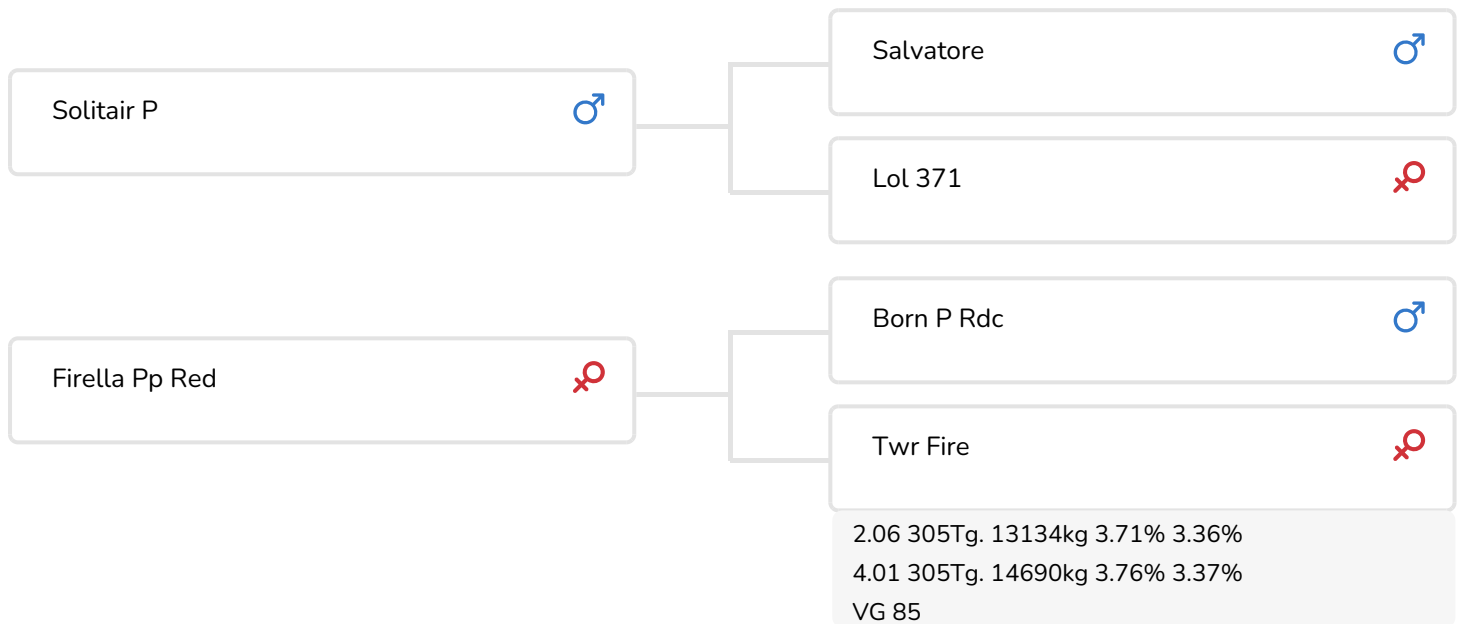 Solitair P
Salvatore
Lol 371
Firella Pp Red
Born P Rdc
Twr Fire
2.06 305Tg. 13134kg 3.71% 3.36%
4.01 305Tg. 14690kg 3.76% 3.37%
VG 85